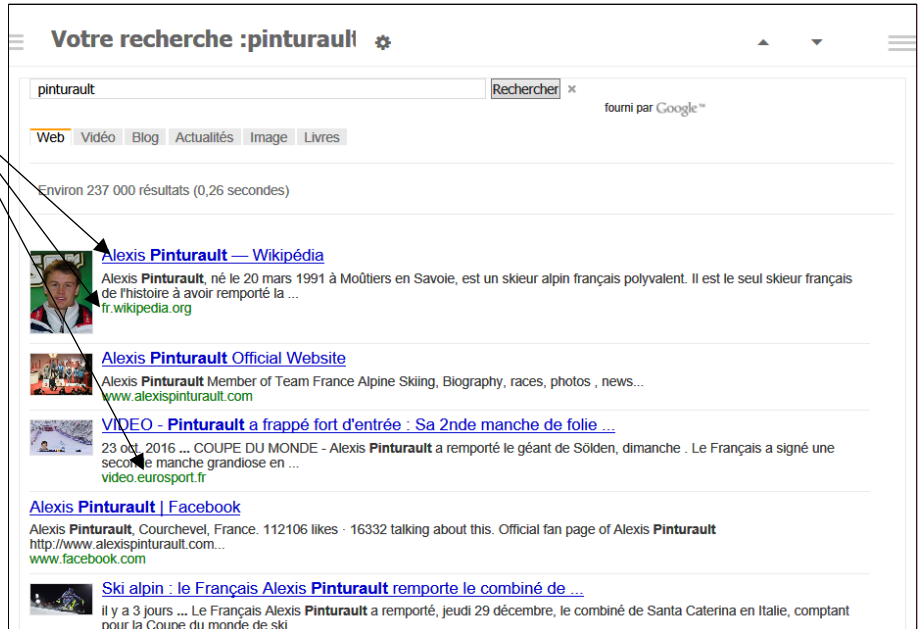 Votre recherche :pinturault
pinturault Rechercher ×
fourni par Google™
Web Vidéo Blog Actualités Image Livres
Environ 237 000 résultats (0,26 secondes)
Alexis Pinturault — Wikipédia
Alexis Pinturault, né le 20 mars 1991 à Moûtiers en Savoie, est un skieur alpin français polyvalent. Il est le seul skieur français
de l'histoire à avoir remporté la ...
fr.wikipedia.org
Alexis Pinturault Official Website
Alexis Pinturault Member of Team France Alpine Skiing, Biography, races, photos , news...
www.alexispinturault.com
VIDEO - Pinturault a frappé fort d'entrée : Sa 2nde manche de folie ...
23 oct. 2016 ... COUPE DU MONDE - Alexis Pinturault a remporté le géant de Sölden, dimanche . Le Français a signé une
seconde manche grandiose en ...
video.eurosport.fr
Alexis Pinturault | Facebook
Alexis Pinturault, Courchevel, France. 112106 likes · 16332 talking about this. Official fan page of Alexis Pinturault
http://www.alexispinturault.com...
www.facebook.com
Ski alpin : le Français Alexis Pinturault remporte le combiné de ...
il y a 3 jours ... Le Français Alexis Pinturault a remporté, jeudi 29 décembre, le combiné de Santa Caterina en Italie, comptant
pour la Coupe du monde de ski